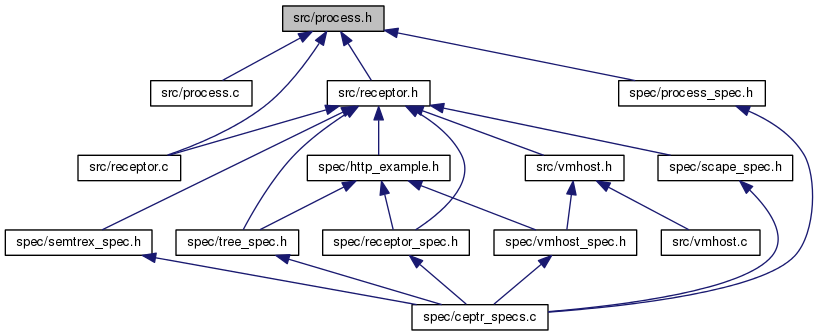 src/process.h
src/process.c
src/receptor.h
spec/process_spec.h
src/receptor.c
spec/http_example.h
src/vmhost.h
spec/scape_spec.h
spec/semtrex_spec.h
spec/tree_spec.h
spec/receptor_spec.h
spec/vmhost_spec.h
src/vmhost.c
spec/ceptr_specs.c